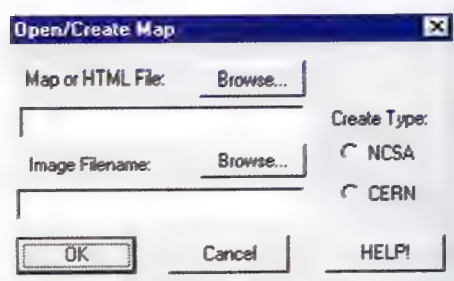 Open/Create Map
Map or HTML File: Browse...
Create Type:
Image Filename: Browse...
NCSA
CERN
OK Cancel HELP!